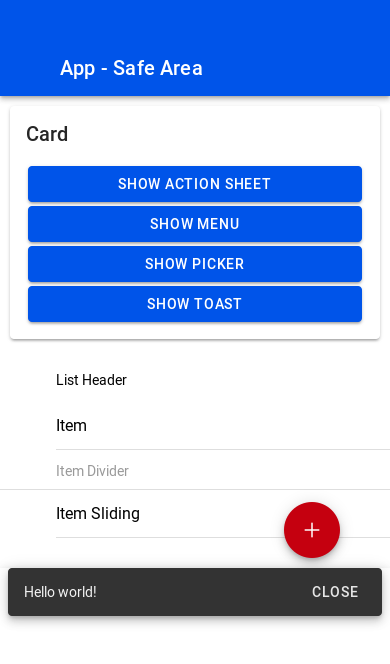 App - Safe Area
Card
SHOW ACTION SHEET
SHOW MENU
SHOW PICKER
SHOW TOAST
List Header
Item
Item Divider
Item Sliding
Hello world!
CLOSE